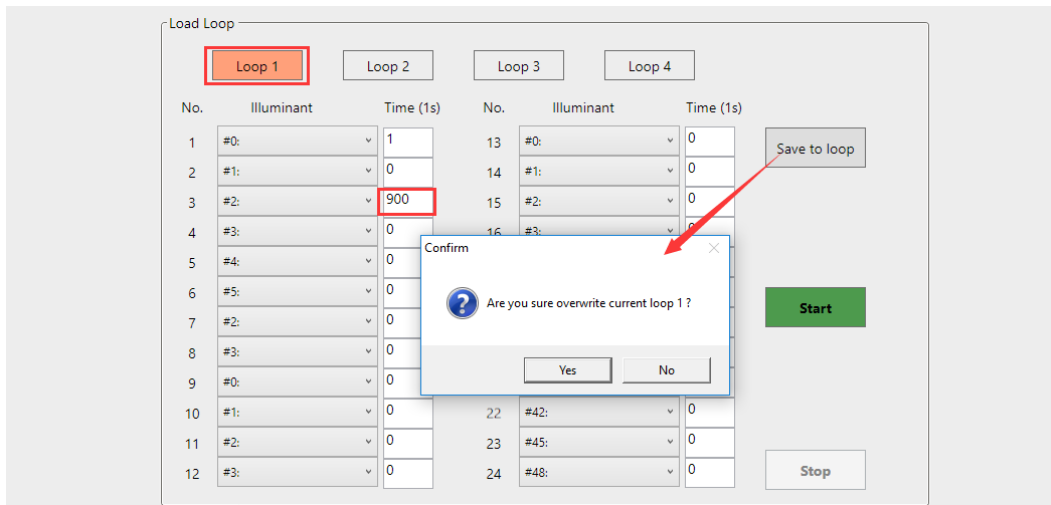 Load Loop
Loop 1 Loop 2 Loop 3 Loop 4
No. Illuminant Time (1s) No. Illuminant Time (1s)
1 #0: 1 13 #0: 0
Save to loop
2 #1: 0 14 #1: 0
3 #2: 900 15 #2: 0
4 #3: 0 16 #3:
Confirm
5 #4: 0
Are you sure overwrite current loop 1 ?
6 #5: 0
Start
7 #2: 0
8 #3: 0
Yes No
9 #0: 0
10 #1: 0 22 #42: 0
11 #2: 0 23 #45: 0
12 #3: 0 24 #48: 0
Stop